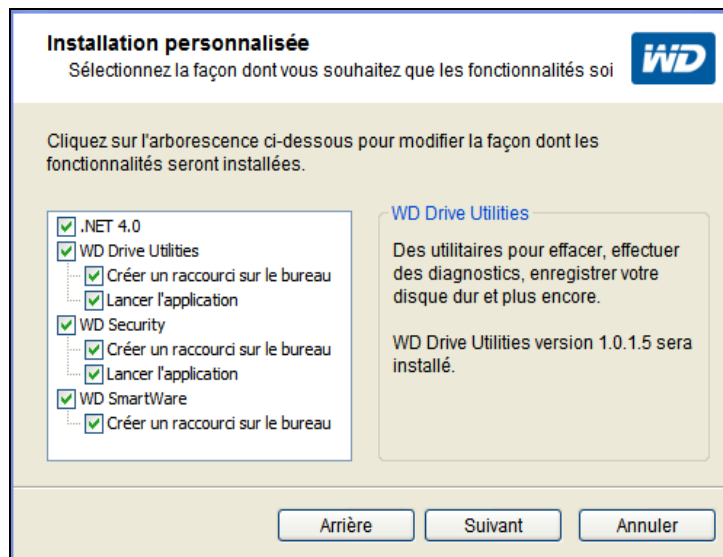 Installation personnalisée
Sélectionnez la façon dont vous souhaitez que les fonctionnalités soi
WD
Cliquez sur l'arborescence ci-dessous pour modifier la façon dont les
fonctionnalités seront installées.
.NET 4.0
WD Drive Utilities
Créer un raccourci sur le bureau
Lancer l'application
WD Security
Créer un raccourci sur le bureau
Lancer l'application
WD SmartWare
Créer un raccourci sur le bureau
WD Drive Utilities
Des utilitaires pour effacer, effectuer
des diagnostics, enregistrer votre
disque dur et plus encore.
WD Drive Utilities version 1.0.1.5 sera
installé.
Arrière
Suivant
Annuler